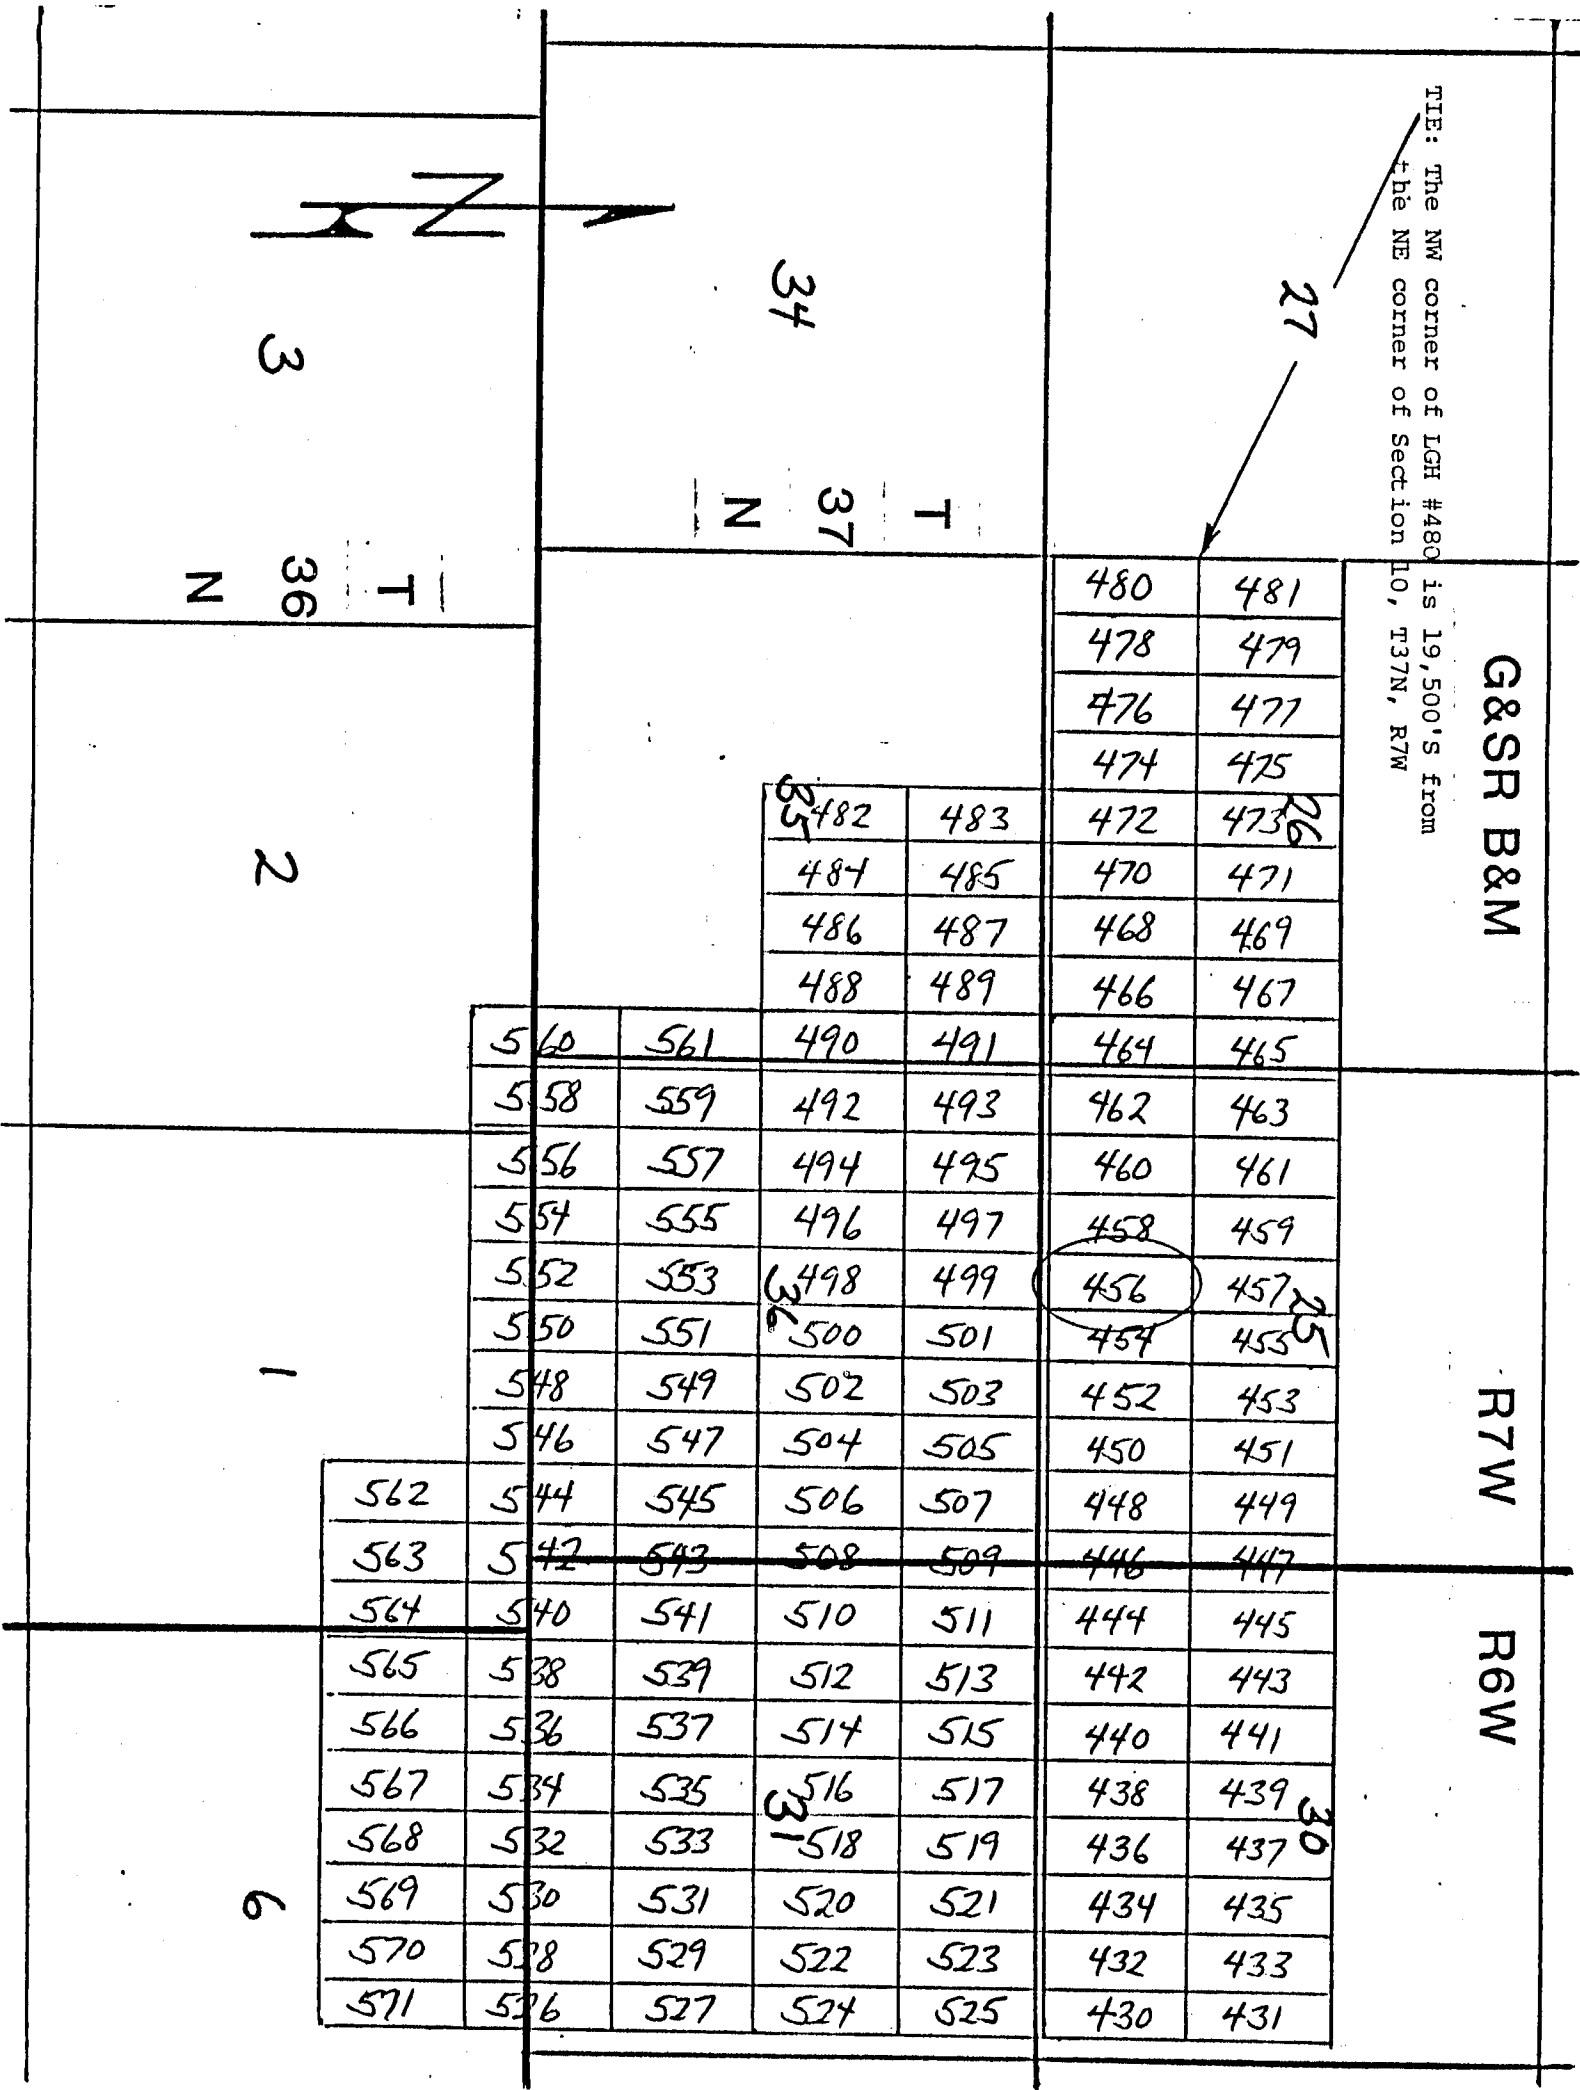 TIE: The NW corner of LGH #480 is 19,500'S from
the NE corner of Section 10, T37N, R7W
G&SR B&M
R7W
R6W
27
34
T
37
N
N
3
T
36
N
2
1
6
480 481
478 479
476 477
474 475
35 482 483 472 473 26
484 485 470 471
486 487 468 469
488 489 466 467
560 561 490 491 464 465
558 559 492 493 462 463
556 557 494 495 460 461
554 555 496 497 458 459
552 553 498 499 456 457
36 25
550 551 500 501 454 455
548 549 502 503 452 453
546 547 504 505 450 451
562 544 545 506 507 448 449
563 542 543 508 509 446 447
564 540 541 510 511 444 445
565 538 539 512 513 442 443
566 536 537 514 515 440 441
567 534 535 516 517 438 439
31 30
568 532 533 518 519 436 437
569 530 531 520 521 434 435
570 528 529 522 523 432 433
571 526 527 524 525 430 431